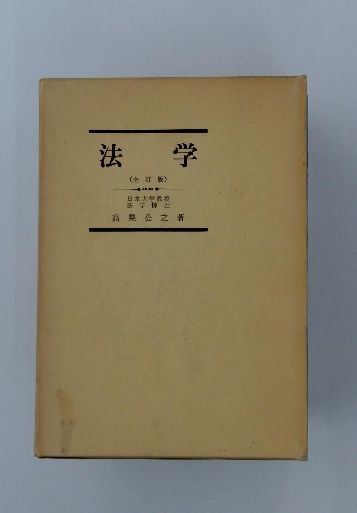 法学
(全訂版)
日本大学教授
法学博士
高梨公之著